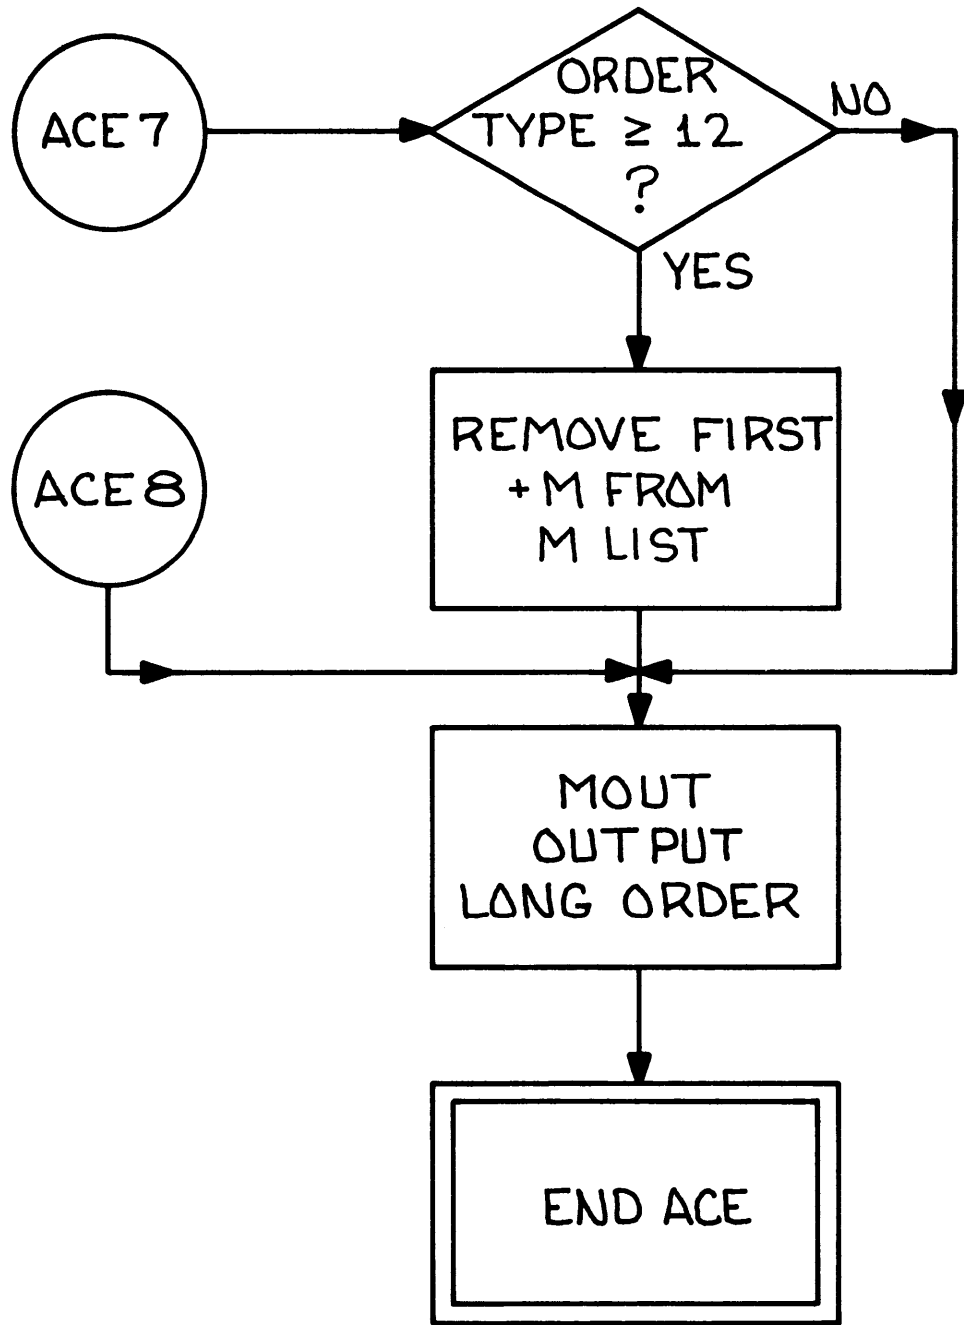 ACE 7
ORDER
TYPE ≥ 12
?
NO
YES
REMOVE FIRST
+ M FROM
M LIST
ACE 8
MOUT
OUTPUT
LONG ORDER
END ACE